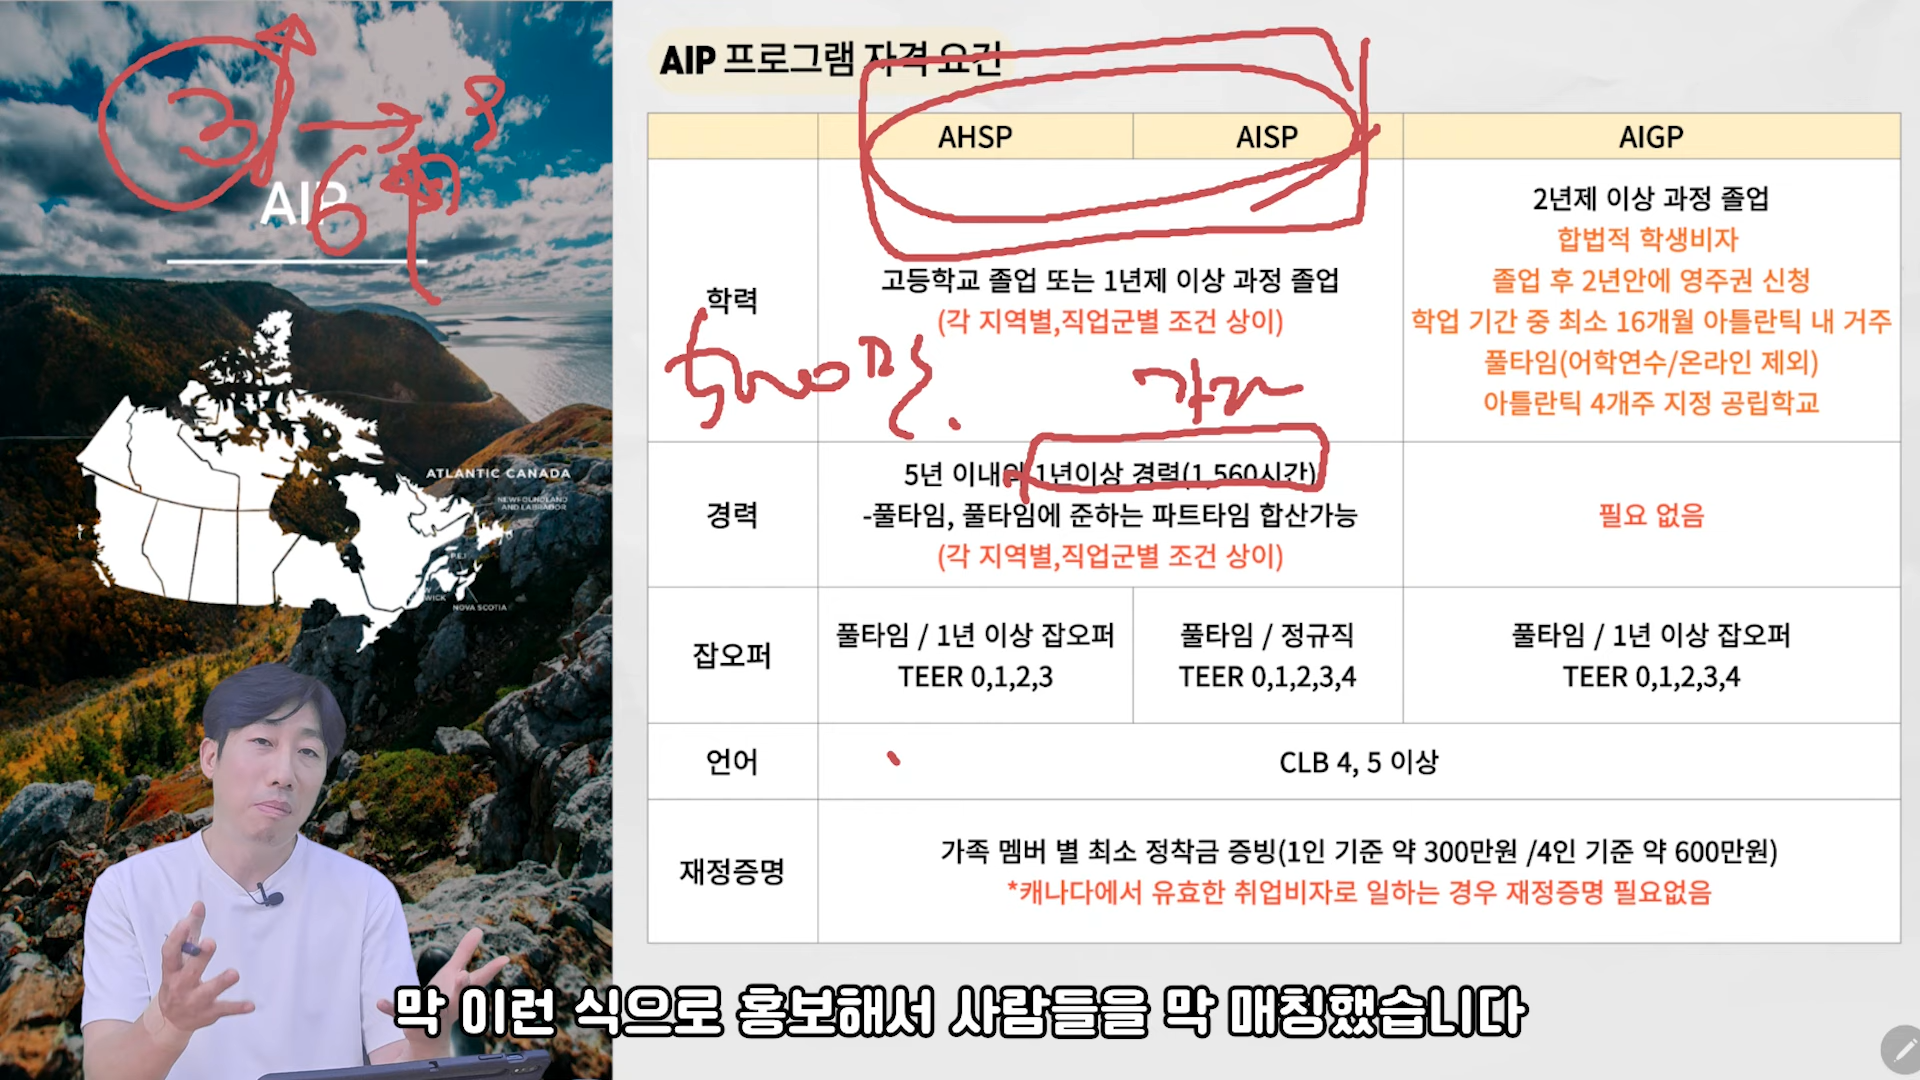 AIP
ATLANTIC CANADA
NEWFOUNDLAND
AND LABRADOR
P.E.I
NOVA SCOTIA
AIP 프로그램 자격 요건
AHSP AISP AIGP
학력
고등학교 졸업 또는 1년제 이상 과정 졸업
(각 지역별,직업군별 조건 상이)
2년제 이상 과정 졸업
합법적 학생비자
졸업 후 2년안에 영주권 신청
학업 기간 중 최소 16개월 아틀란틱 내 거주
풀타임(어학연수/온라인 제외)
아틀란틱 4개주 지정 공립학교
경력
5년 이내의 1년이상 경력(1,560시간)
-풀타임, 풀타임에 준하는 파트타임 합산가능
(각 지역별,직업군별 조건 상이)
필요 없음
잡오퍼
풀타임 / 1년 이상 잡오퍼
TEER 0,1,2,3
풀타임 / 정규직
TEER 0,1,2,3,4
풀타임 / 1년 이상 잡오퍼
TEER 0,1,2,3,4
언어
CLB 4, 5 이상
재정증명
가족 멤버 별 최소 정착금 증빙(1인 기준 약 300만원 /4인 기준 약 600만원)
*캐나다에서 유효한 취업비자로 일하는 경우 재정증명 필요없음
막 이런 식으로 홍보해서 사람들을 막 매칭했습니다